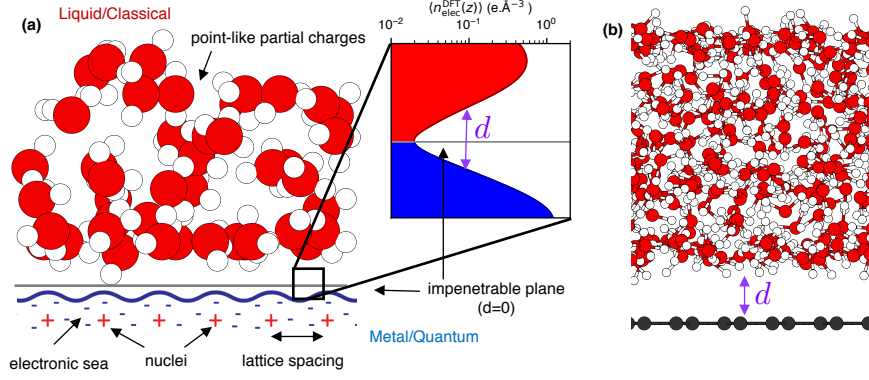 (a)
Liquid/Classical
point-like partial charges
⟨n_elec^DFT(z)⟩ (e.Å⁻³)
10⁻² 10⁻¹ 10⁰
d
(b)
d
impenetrable plane
(d=0)
Metal/Quantum
electronic sea
nuclei
lattice spacing